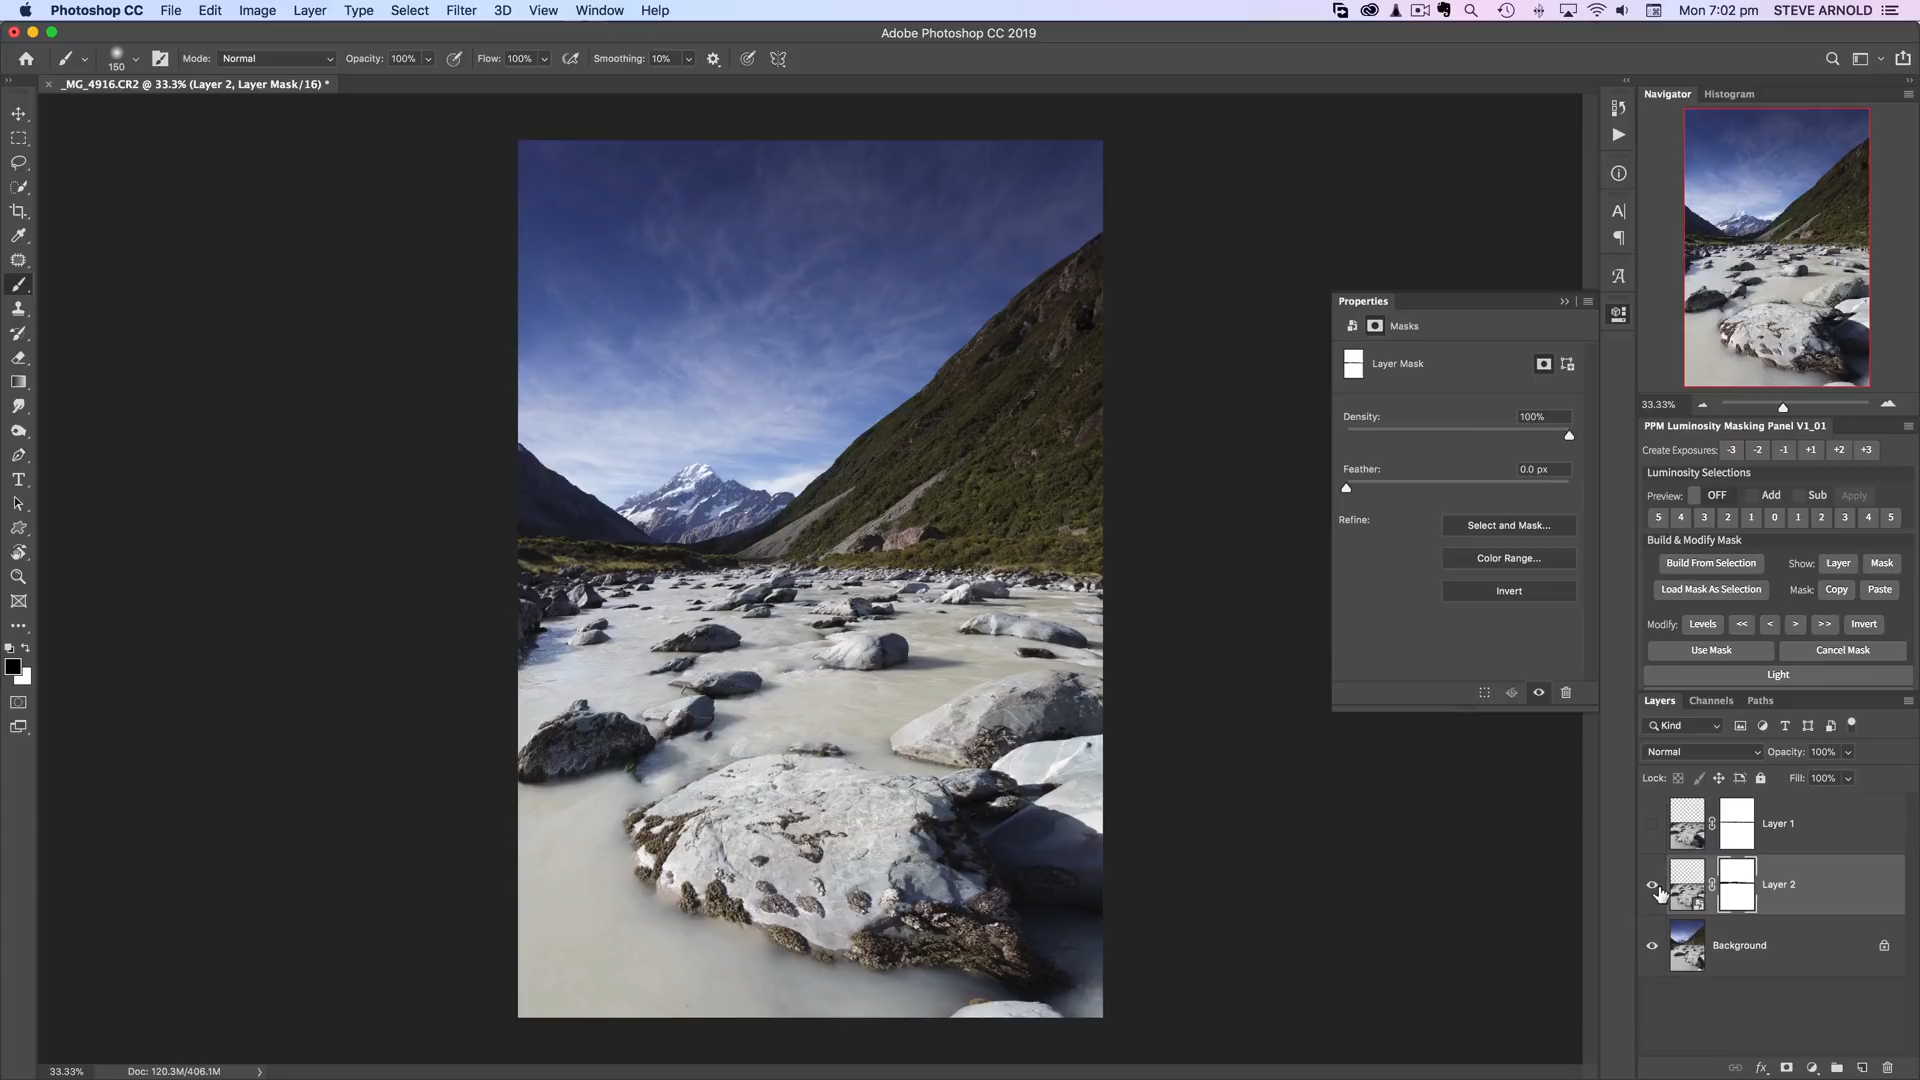 Photoshop CC File Edit Image Layer Type Select Filter 3D View Window Help Mon 7:02 pm STEVE ARNOLD
Adobe Photoshop CC 2019
150 Mode: Normal Opacity: 100% Flow: 100% Smoothing: 10%
_MG_4916.CR2 @ 33.3% (Layer 2, Layer Mask/16) *
Navigator Histogram
Properties
Masks
Layer Mask
Density: 100%
Feather: 0.0 px
Refine: Select and Mask...
Color Range...
Invert
33.33%
PPM Luminosity Masking Panel V1_01
Create Exposures: -3 -2 -1 +1 +2 +3
Luminosity Selections
Preview: OFF Add Sub Apply
5 4 3 2 1 0 1 2 3 4 5
Build & Modify Mask
Build From Selection Show: Layer Mask
Load Mask As Selection Mask: Copy Paste
Modify: Levels << < > >> Invert
Use Mask Cancel Mask
Light
Layers Channels Paths
Kind
Normal Opacity: 100%
Lock: Fill: 100%
Layer 1
Layer 2
Background
33.33% Doc: 120.3M/406.1M